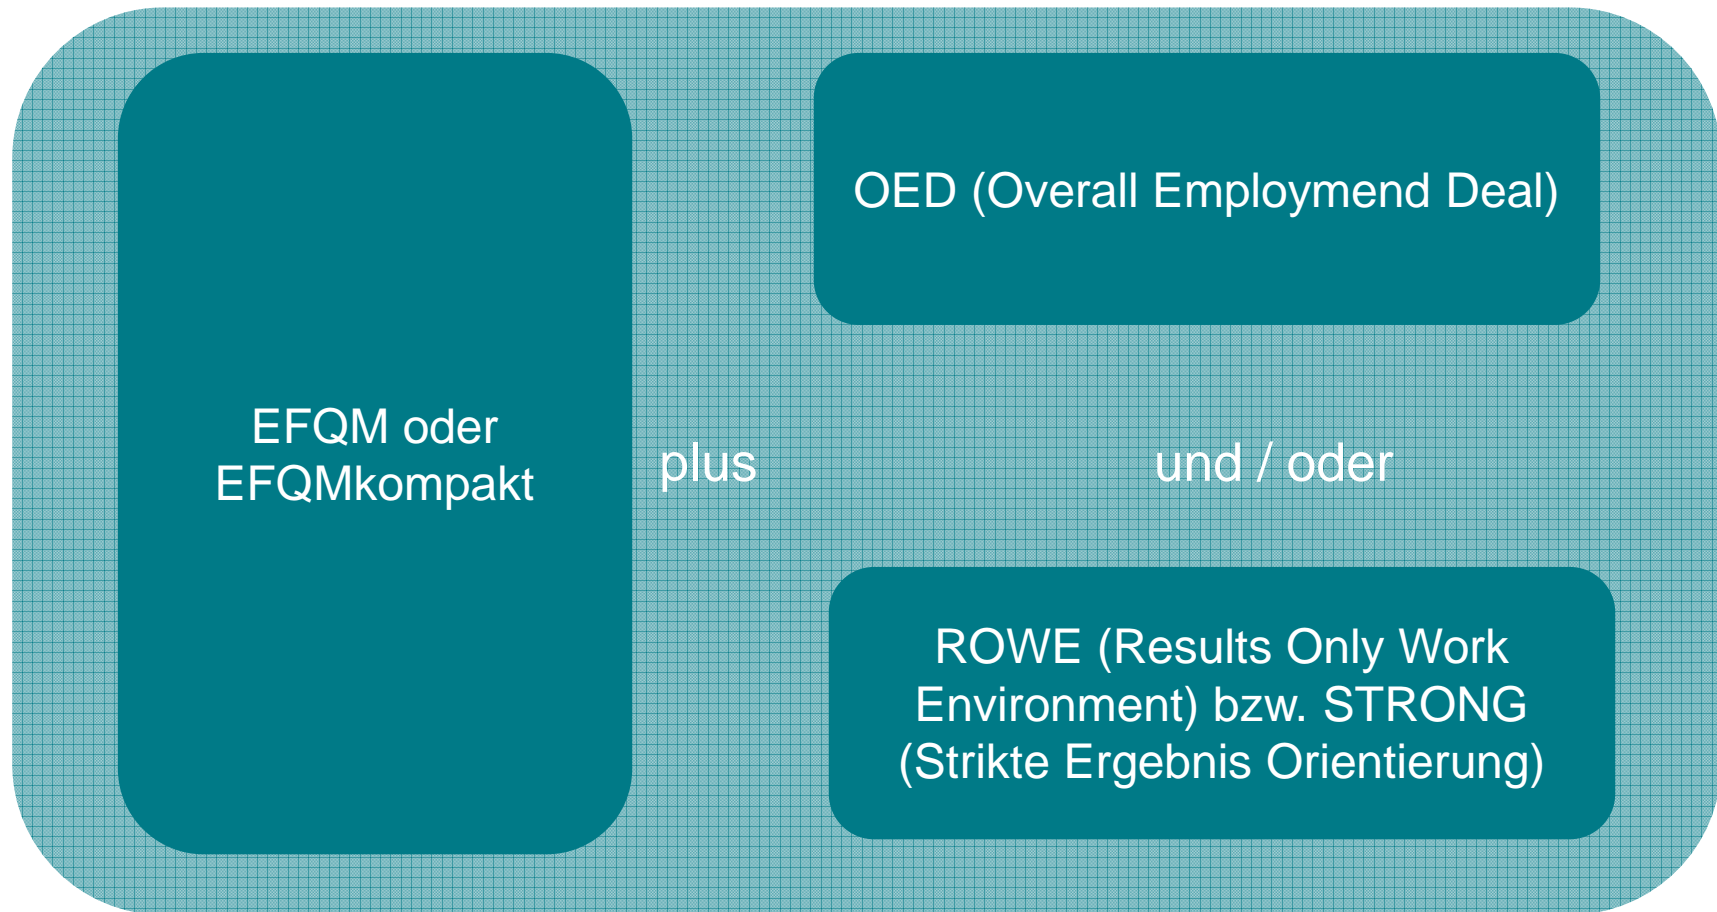 EFQM oder
EFQMkompakt
plus
OED (Overall Employmend Deal)
und / oder
ROWE (Results Only Work
Environment) bzw. STRONG
(Strikte Ergebnis Orientierung)